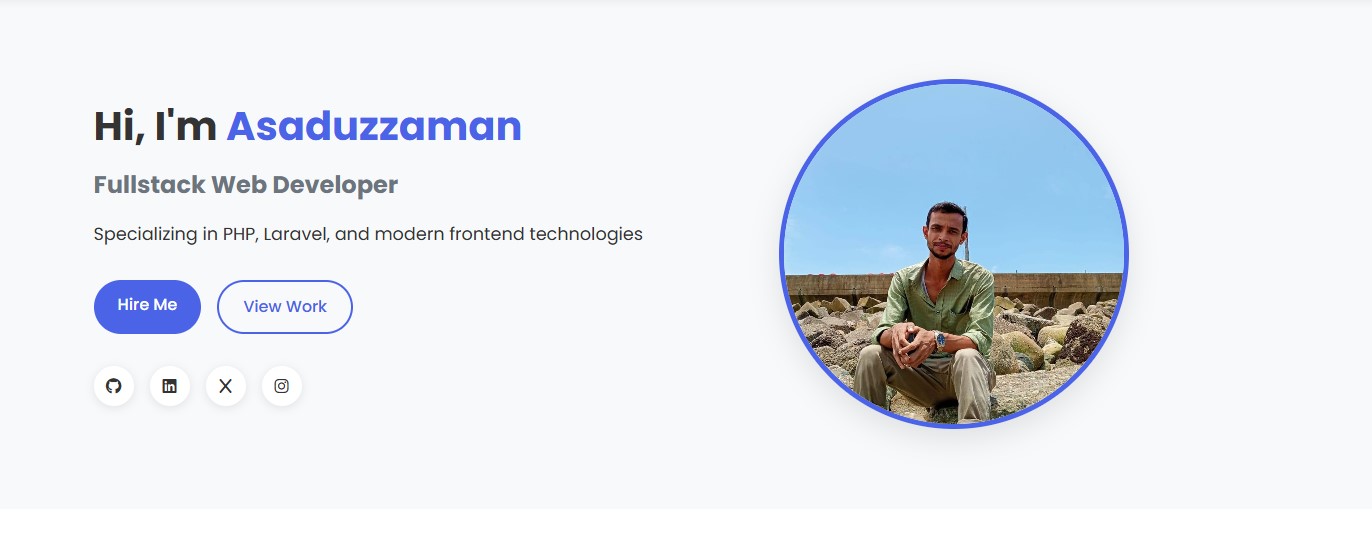 Hi, I'm Asaduzzaman
Fullstack Web Developer
Specializing in PHP, Laravel, and modern frontend technologies
Hire Me
View Work